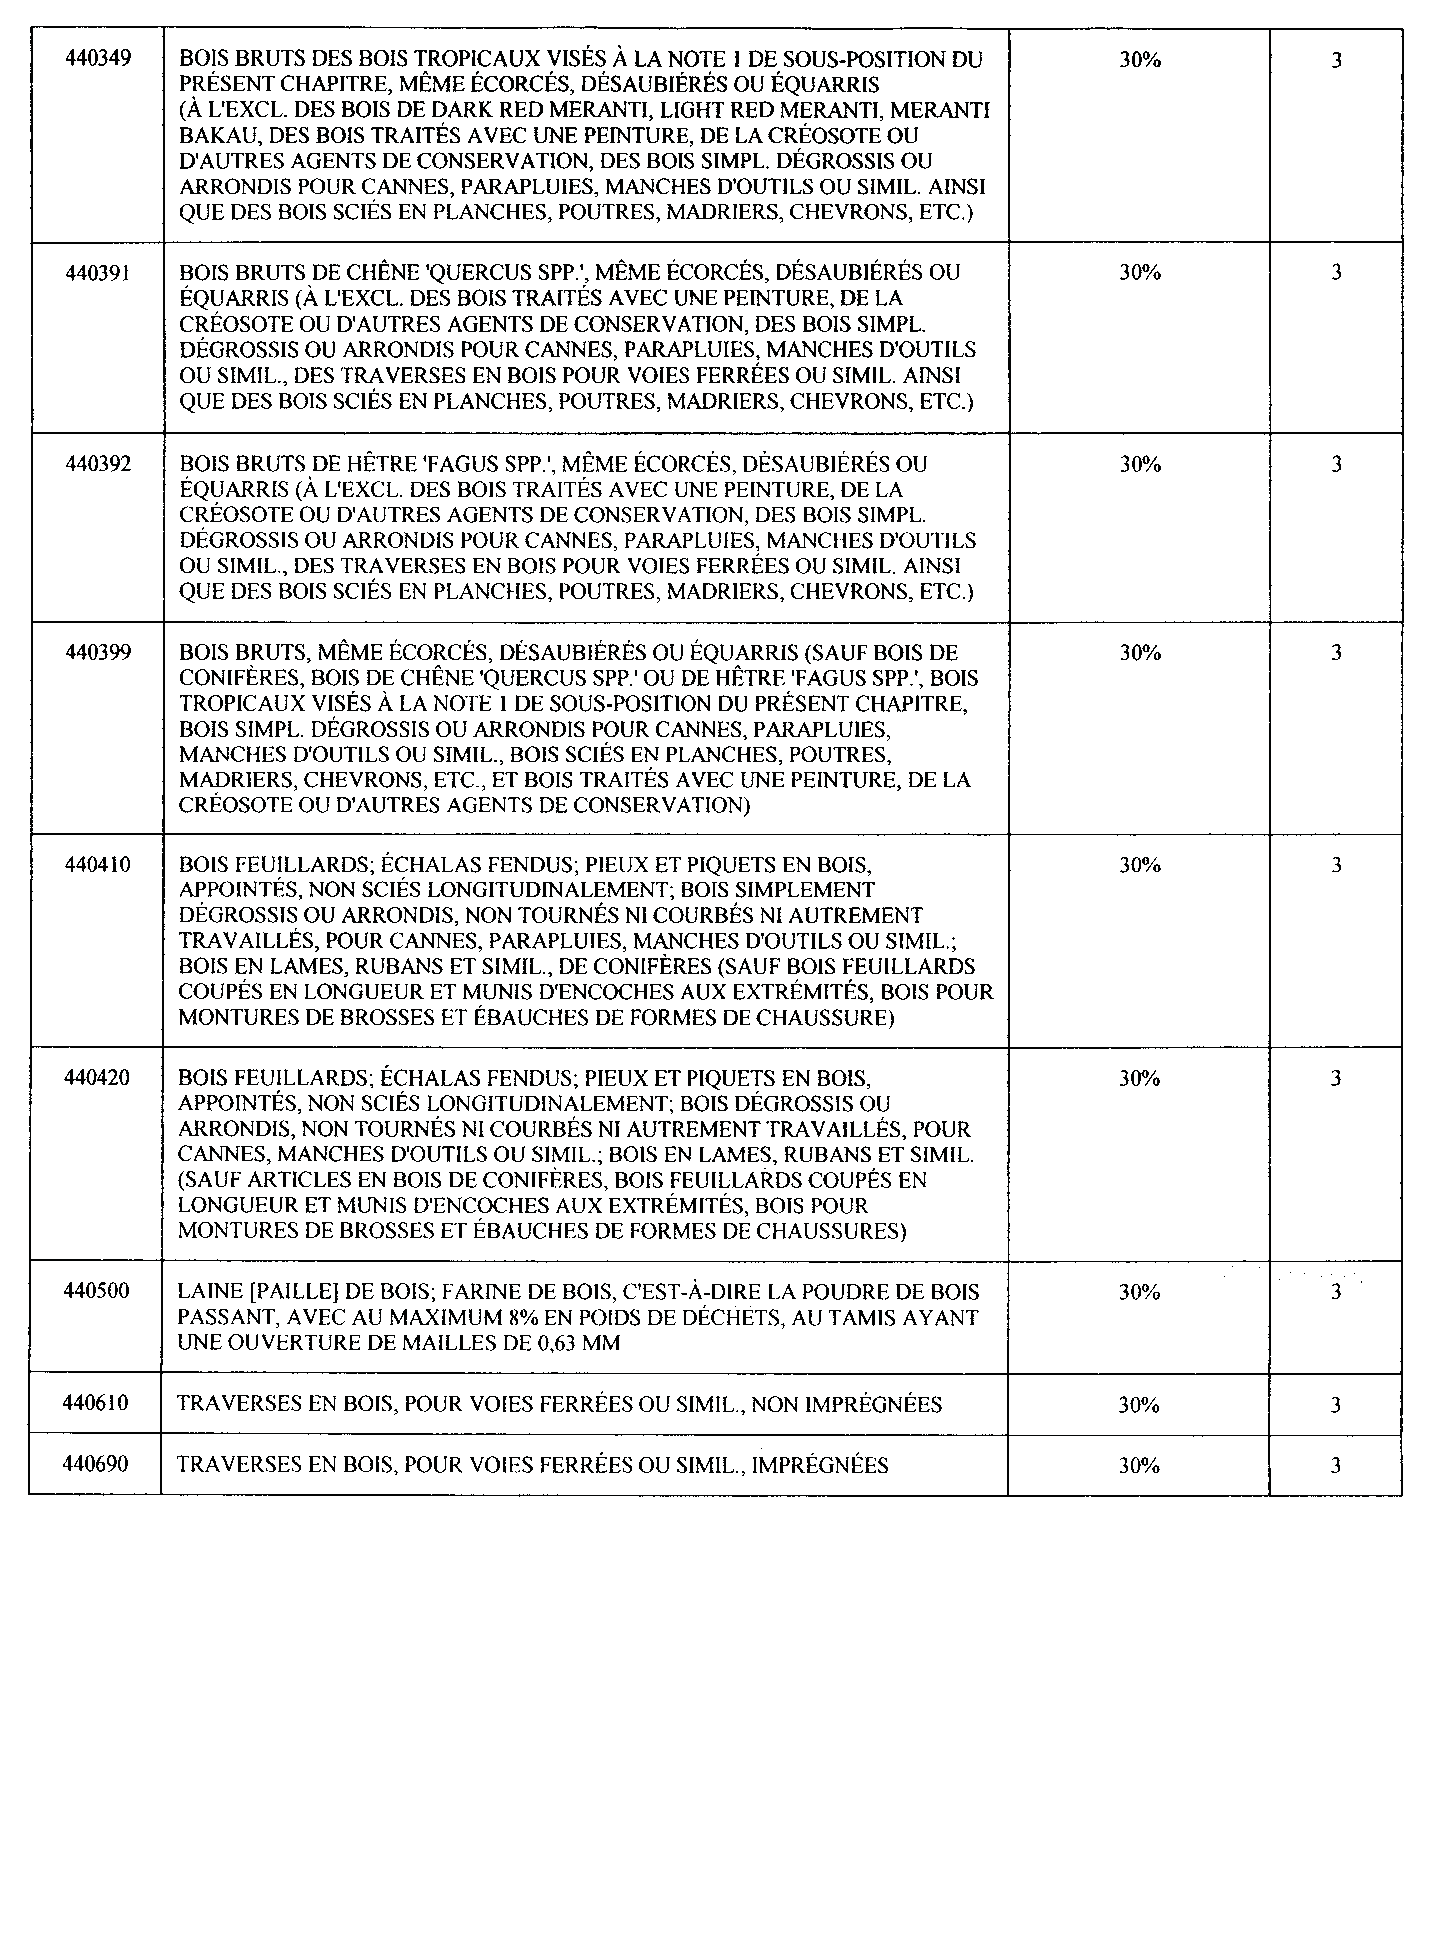 440349 BOIS BRUTS DES BOIS TROPICAUX VISÉS À LA NOTE 1 DE SOUS-POSITION DU 30% 3
PRÉSENT CHAPITRE, MÊME ÉCORCÉS, DÉSAUBIÉRÉS OU ÉQUARRIS
(À L'EXCL. DES BOIS DE DARK RED MERANTI, LIGHT RED MERANTI, MERANTI
BAKAU, DES BOIS TRAITÉS AVEC UNE PEINTURE, DE LA CRÉOSOTE OU
D'AUTRES AGENTS DE CONSERVATION, DES BOIS SIMPL. DÉGROSSIS OU
ARRONDIS POUR CANNES, PARAPLUIES, MANCHES D'OUTILS OU SIMIL. AINSI
QUE DES BOIS SCIÉS EN PLANCHES, POUTRES, MADRIERS, CHEVRONS, ETC.)
440391 BOIS BRUTS DE CHÊNE 'QUERCUS SPP.', MÊME ÉCORCÉS, DÉSAUBIÉRÉS OU 30% 3
ÉQUARRIS (À L'EXCL. DES BOIS TRAITÉS AVEC UNE PEINTURE, DE LA
CRÉOSOTE OU D'AUTRES AGENTS DE CONSERVATION, DES BOIS SIMPL.
DÉGROSSIS OU ARRONDIS POUR CANNES, PARAPLUIES, MANCHES D'OUTILS
OU SIMIL., DES TRAVERSES EN BOIS POUR VOIES FERRÉES OU SIMIL. AINSI
QUE DES BOIS SCIÉS EN PLANCHES, POUTRES, MADRIERS, CHEVRONS, ETC.)
440392 BOIS BRUTS DE HÊTRE 'FAGUS SPP.', MÊME ÉCORCÉS, DÉSAUBIÉRÉS OU 30% 3
ÉQUARRIS (À L'EXCL. DES BOIS TRAITÉS AVEC UNE PEINTURE, DE LA
CRÉOSOTE OU D'AUTRES AGENTS DE CONSERVATION, DES BOIS SIMPL.
DÉGROSSIS OU ARRONDIS POUR CANNES, PARAPLUIES, MANCHES D'OUTILS
OU SIMIL., DES TRAVERSES EN BOIS POUR VOIES FERRÉES OU SIMIL. AINSI
QUE DES BOIS SCIÉS EN PLANCHES, POUTRES, MADRIERS, CHEVRONS, ETC.)
440399 BOIS BRUTS, MÊME ÉCORCÉS, DÉSAUBIÉRÉS OU ÉQUARRIS (SAUF BOIS DE 30% 3
CONIFÈRES, BOIS DE CHÊNE 'QUERCUS SPP.' OU DE HÊTRE 'FAGUS SPP.', BOIS
TROPICAUX VISÉS À LA NOTE 1 DE SOUS-POSITION DU PRÉSENT CHAPITRE,
BOIS SIMPL. DÉGROSSIS OU ARRONDIS POUR CANNES, PARAPLUIES,
MANCHES D'OUTILS OU SIMIL., BOIS SCIÉS EN PLANCHES, POUTRES,
MADRIERS, CHEVRONS, ETC., ET BOIS TRAITÉS AVEC UNE PEINTURE, DE LA
CRÉOSOTE OU D'AUTRES AGENTS DE CONSERVATION)
440410 BOIS FEUILLARDS; ÉCHALAS FENDUS; PIEUX ET PIQUETS EN BOIS, 30% 3
APPOINTÉS, NON SCIÉS LONGITUDINALEMENT; BOIS SIMPLEMENT
DÉGROSSIS OU ARRONDIS, NON TOURNÉS NI COURBÉS NI AUTREMENT
TRAVAILLÉS, POUR CANNES, PARAPLUIES, MANCHES D'OUTILS OU SIMIL.;
BOIS EN LAMES, RUBANS ET SIMIL., DE CONIFÈRES (SAUF BOIS FEUILLARDS
COUPÉS EN LONGUEUR ET MUNIS D'ENCOCHES AUX EXTRÉMITÉS, BOIS POUR
MONTURES DE BROSSES ET ÉBAUCHES DE FORMES DE CHAUSSURE)
440420 BOIS FEUILLARDS; ÉCHALAS FENDUS; PIEUX ET PIQUETS EN BOIS, 30% 3
APPOINTÉS, NON SCIÉS LONGITUDINALEMENT; BOIS DÉGROSSIS OU
ARRONDIS, NON TOURNÉS NI COURBÉS NI AUTREMENT TRAVAILLÉS, POUR
CANNES, MANCHES D'OUTILS OU SIMIL.; BOIS EN LAMES, RUBANS ET SIMIL.
(SAUF ARTICLES EN BOIS DE CONIFÈRES, BOIS FEUILLARDS COUPÉS EN
LONGUEUR ET MUNIS D'ENCOCHES AUX EXTRÉMITÉS, BOIS POUR
MONTURES DE BROSSES ET ÉBAUCHES DE FORMES DE CHAUSSURES)
440500 LAINE [PAILLE] DE BOIS; FARINE DE BOIS, C'EST-À-DIRE LA POUDRE DE BOIS 30% 3
PASSANT, AVEC AU MAXIMUM 8% EN POIDS DE DÉCHETS, AU TAMIS AYANT
UNE OUVERTURE DE MAILLES DE 0,63 MM
440610 TRAVERSES EN BOIS, POUR VOIES FERRÉES OU SIMIL., NON IMPRÉGNÉES 30% 3
440690 TRAVERSES EN BOIS, POUR VOIES FERRÉES OU SIMIL., IMPRÉGNÉES 30% 3